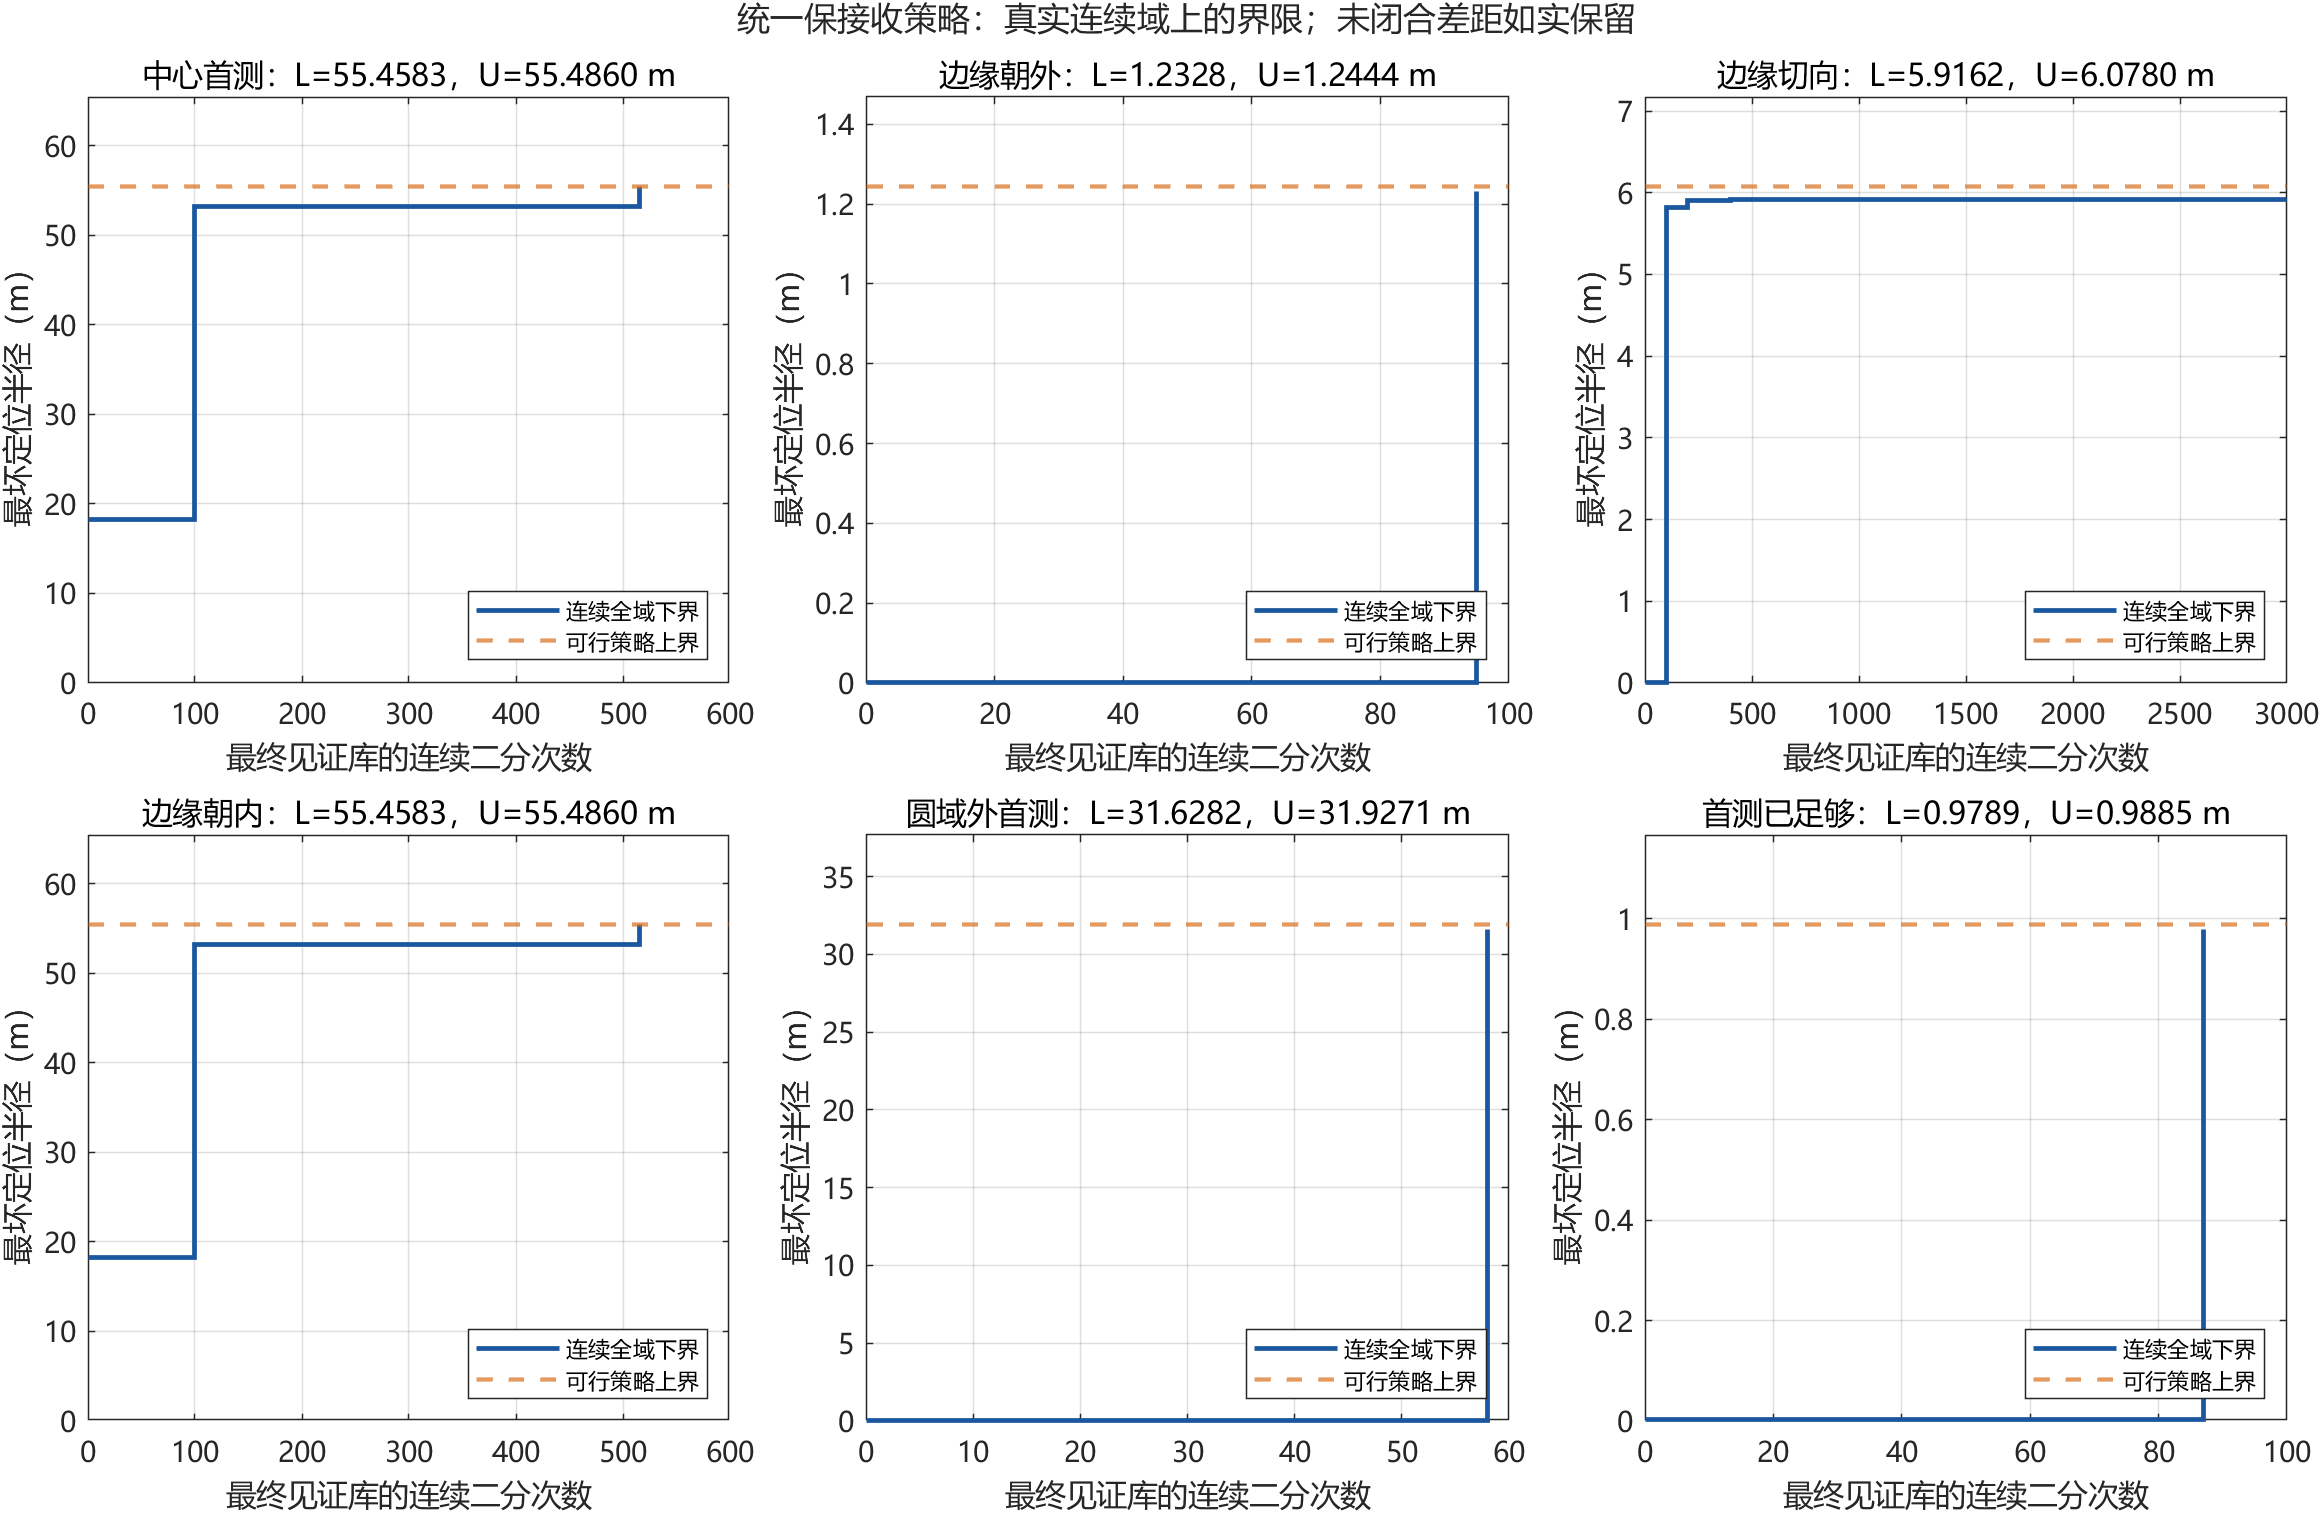 统一保接收策略：真实连续域上的界限；未闭合差距如实保留
中心首测：L=55.4583，U=55.4860 m
最坏定位半径（m）
60
50
40
30
20
10
0
连续全域下界
可行策略上界
0 100 200 300 400 500 600
最终见证库的连续二分次数
边缘朝外：L=1.2328，U=1.2444 m
最坏定位半径（m）
1.4
1.2
1
0.8
0.6
0.4
0.2
0
连续全域下界
可行策略上界
0 20 40 60 80 100
最终见证库的连续二分次数
边缘切向：L=5.9162，U=6.0780 m
最坏定位半径（m）
7
6
5
4
3
2
1
0
连续全域下界
可行策略上界
0 500 1000 1500 2000 2500 3000
最终见证库的连续二分次数
边缘朝内：L=55.4583，U=55.4860 m
最坏定位半径（m）
60
50
40
30
20
10
0
连续全域下界
可行策略上界
0 100 200 300 400 500 600
最终见证库的连续二分次数
圆域外首测：L=31.6282，U=31.9271 m
最坏定位半径（m）
35
30
25
20
15
10
5
0
连续全域下界
可行策略上界
0 10 20 30 40 50 60
最终见证库的连续二分次数
首测已足够：L=0.9789，U=0.9885 m
最坏定位半径（m）
1
0.8
0.6
0.4
0.2
0
连续全域下界
可行策略上界
0 20 40 60 80 100
最终见证库的连续二分次数